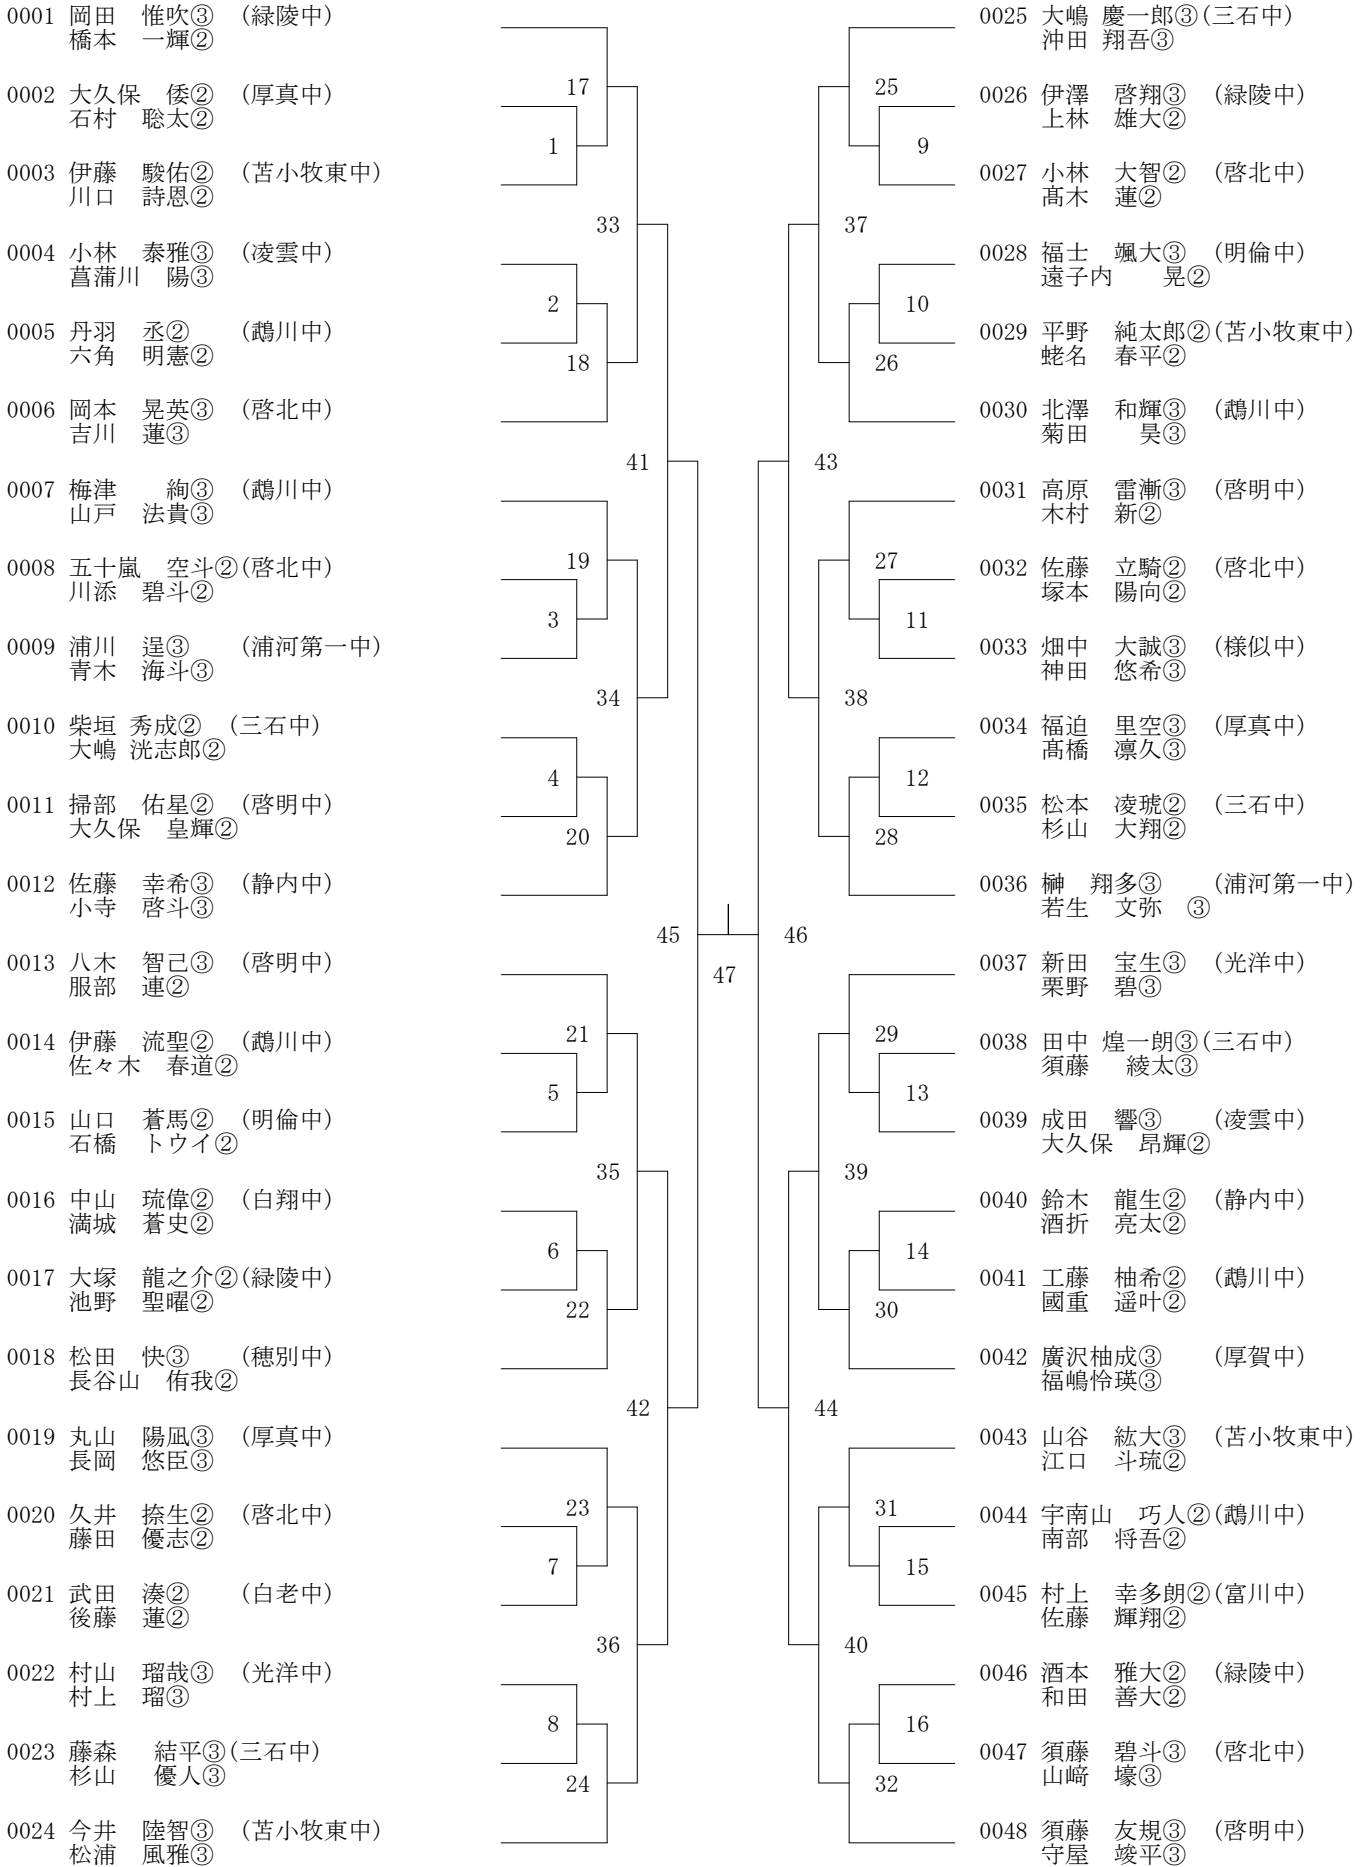 0001 岡田　惟吹③　(緑陵中)
橋本　一輝②
0002 大久保　倭②　(厚真中)
石村　聡太②
0003 伊藤　駿佑②　(苫小牧東中)
川口　詩恩②
0004 小林　泰雅③　(凌雲中)
菖蒲川　陽③
0005 丹羽　丞②　　(鵡川中)
六角　明憲②
0006 岡本　晃英③　(啓北中)
吉川　蓮③
0007 梅津　　絢③　(鵡川中)
山戸　法貴③
0008 五十嵐　空斗②(啓北中)
川添　碧斗②
0009 浦川　逞③　　(浦河第一中)
青木　海斗③
0010 柴垣 秀成②　(三石中)
大嶋 洸志郎②
0011 掃部　佑星②　(啓明中)
大久保　皇輝②
0012 佐藤　幸希③　(静内中)
小寺　啓斗③
0013 八木　智己③　(啓明中)
服部　連②
0014 伊藤　流聖②　(鵡川中)
佐々木　春道②
0015 山口　蒼馬②　(明倫中)
石橋　トウイ②
0016 中山　琉偉②　(白翔中)
満城　蒼史②
0017 大塚　龍之介②(緑陵中)
池野　聖曜②
0018 松田　快③　　(穂別中)
長谷山　侑我②
0019 丸山　陽凪③　(厚真中)
長岡　悠臣③
0020 久井　捺生②　(啓北中)
藤田　優志②
0021 武田　湊②　　(白老中)
後藤　蓮②
0022 村山　瑠哉③　(光洋中)
村上　瑠③
0023 藤森　 結平③(三石中)
杉山　 優人③
0024 今井　陸智③　(苫小牧東中)
松浦　風雅③
17
1
33
2
18
41
19
3
34
4
20
45
21
5
35
6
22
42
23
7
36
8
24
47
25
9
37
10
26
43
27
11
38
12
28
46
29
13
39
14
30
44
31
15
40
16
32
0025 大嶋 慶一郎③(三石中)
沖田 翔吾③
0026 伊澤　啓翔③　(緑陵中)
上林　雄大②
0027 小林　大智②　(啓北中)
髙木　蓮②
0028 福士　颯大③　(明倫中)
遠子内　　晃②
0029 平野　純太郎②(苫小牧東中)
蛯名　春平②
0030 北澤　和輝③　(鵡川中)
菊田　　昊③
0031 高原　雷漸③　(啓明中)
木村　新②
0032 佐藤　立騎②　(啓北中)
塚本　陽向②
0033 畑中　大誠③　(様似中)
神田　悠希③
0034 福迫　里空③　(厚真中)
髙橋　凛久③
0035 松本　凌琥②　(三石中)
杉山　大翔②
0036 榊　翔多③　　(浦河第一中)
若生　文弥　③
0037 新田　宝生③　(光洋中)
栗野　碧③
0038 田中 煌一朗③(三石中)
須藤　 綾太③
0039 成田　響③　　(凌雲中)
大久保　昂輝②
0040 鈴木　龍生②　(静内中)
酒折　亮太②
0041 工藤　柚希②　(鵡川中)
國重　遥叶②
0042 廣沢柚成③　　(厚賀中)
福嶋怜瑛③
0043 山谷　紘大③　(苫小牧東中)
江口　斗琉②
0044 宇南山　巧人②(鵡川中)
南部　将吾②
0045 村上　幸多朗②(富川中)
佐藤　輝翔②
0046 酒本　雅大②　(緑陵中)
和田　善大②
0047 須藤　碧斗③　(啓北中)
山﨑　壕③
0048 須藤　友規③　(啓明中)
守屋　竣平③